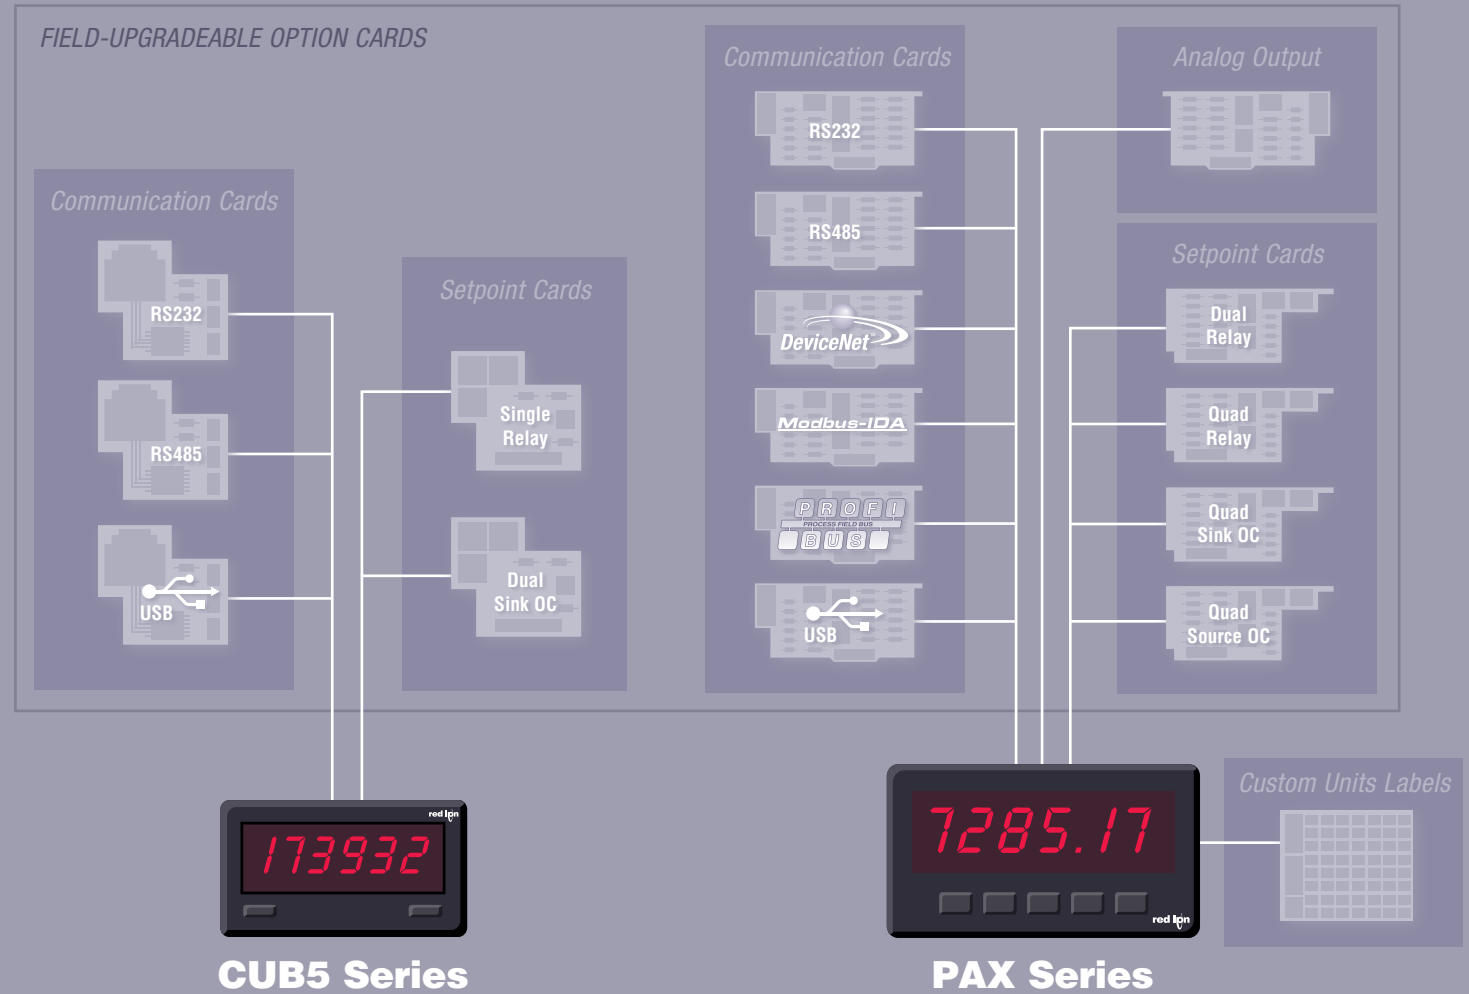 FIELD-UPGRADEABLE OPTION CARDS
Communication Cards
RS232
RS485
USB
Setpoint Cards
Single
Relay
Dual
Sink OC
Communication Cards
RS232
RS485
DeviceNet™
Modbus-IDA
PROFI
PROCESS FIELD BUS
BUS
USB
Analog Output
Setpoint Cards
Dual
Relay
Quad
Relay
Quad
Sink OC
Quad
Source OC
red lion
173932
CUB5 Series
7285.17
red lion
PAX Series
Custom Units Labels